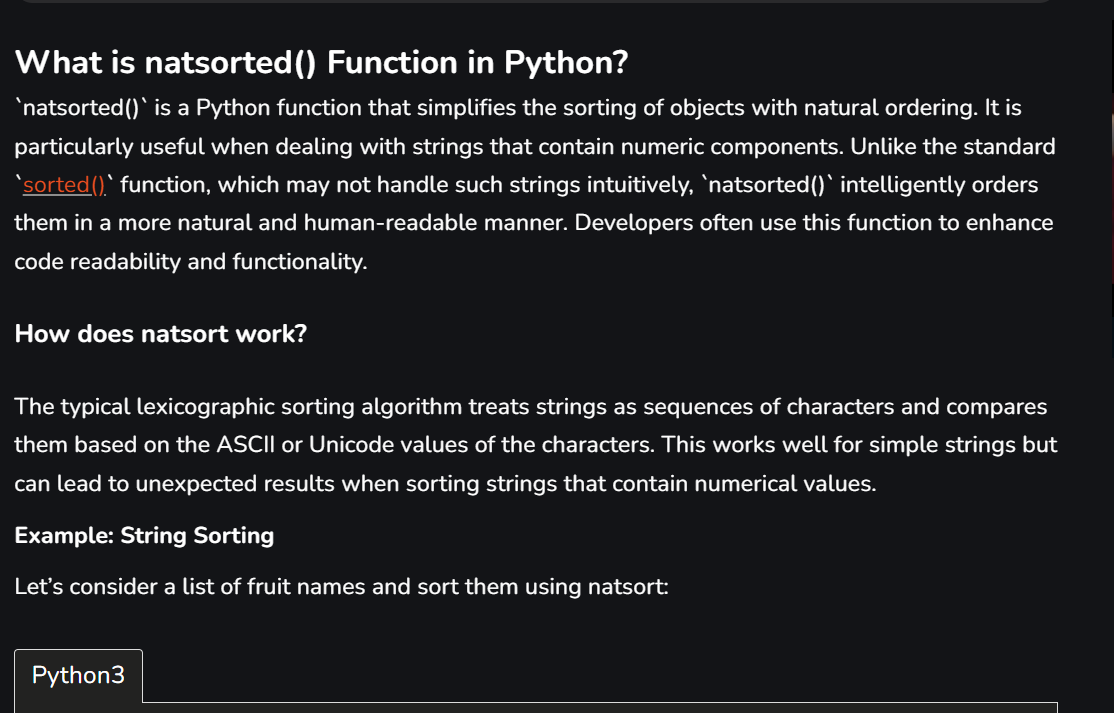 What is natsorted() Function in Python?
`natsorted()` is a Python function that simplifies the sorting of objects with natural ordering. It is
particularly useful when dealing with strings that contain numeric components. Unlike the standard
`sorted()` function, which may not handle such strings intuitively, `natsorted()` intelligently orders
them in a more natural and human-readable manner. Developers often use this function to enhance
code readability and functionality.
How does natsort work?
The typical lexicographic sorting algorithm treats strings as sequences of characters and compares
them based on the ASCII or Unicode values of the characters. This works well for simple strings but
can lead to unexpected results when sorting strings that contain numerical values.
Example: String Sorting
Let’s consider a list of fruit names and sort them using natsort:
Python3